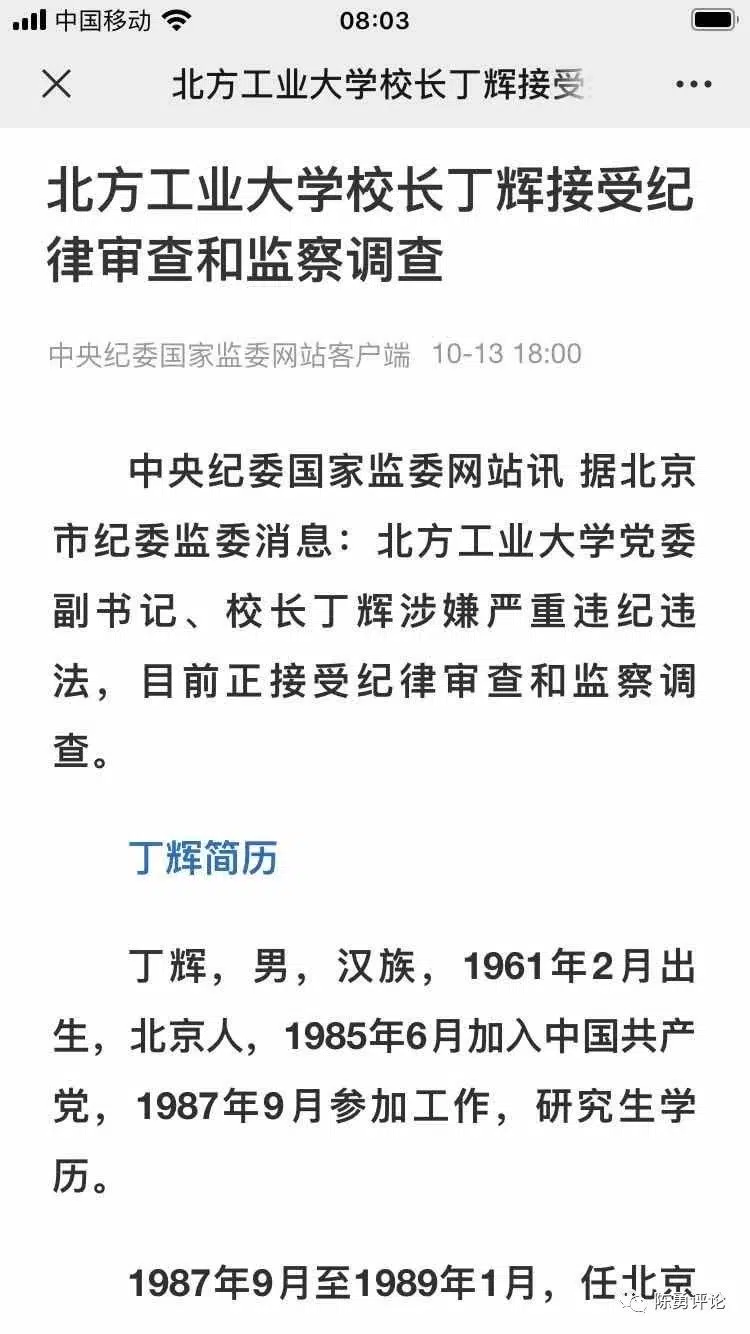 中国移动 08:03
北方工业大学校长丁辉接受
北方工业大学校长丁辉接受纪
律审查和监察调查
中央纪委国家监委网站客户端 10-13 18:00
中央纪委国家监委网站讯 据北京
市纪委监委消息：北方工业大学党委
副书记、校长丁辉涉嫌严重违纪违
法，目前正接受纪律审查和监察调
查。
丁辉简历
丁辉，男，汉族，1961年2月出
生，北京人，1985年6月加入中国共产
党，1987年9月参加工作，研究生学
历。
1987年9月至1989年1月，任北京
陈勇评论